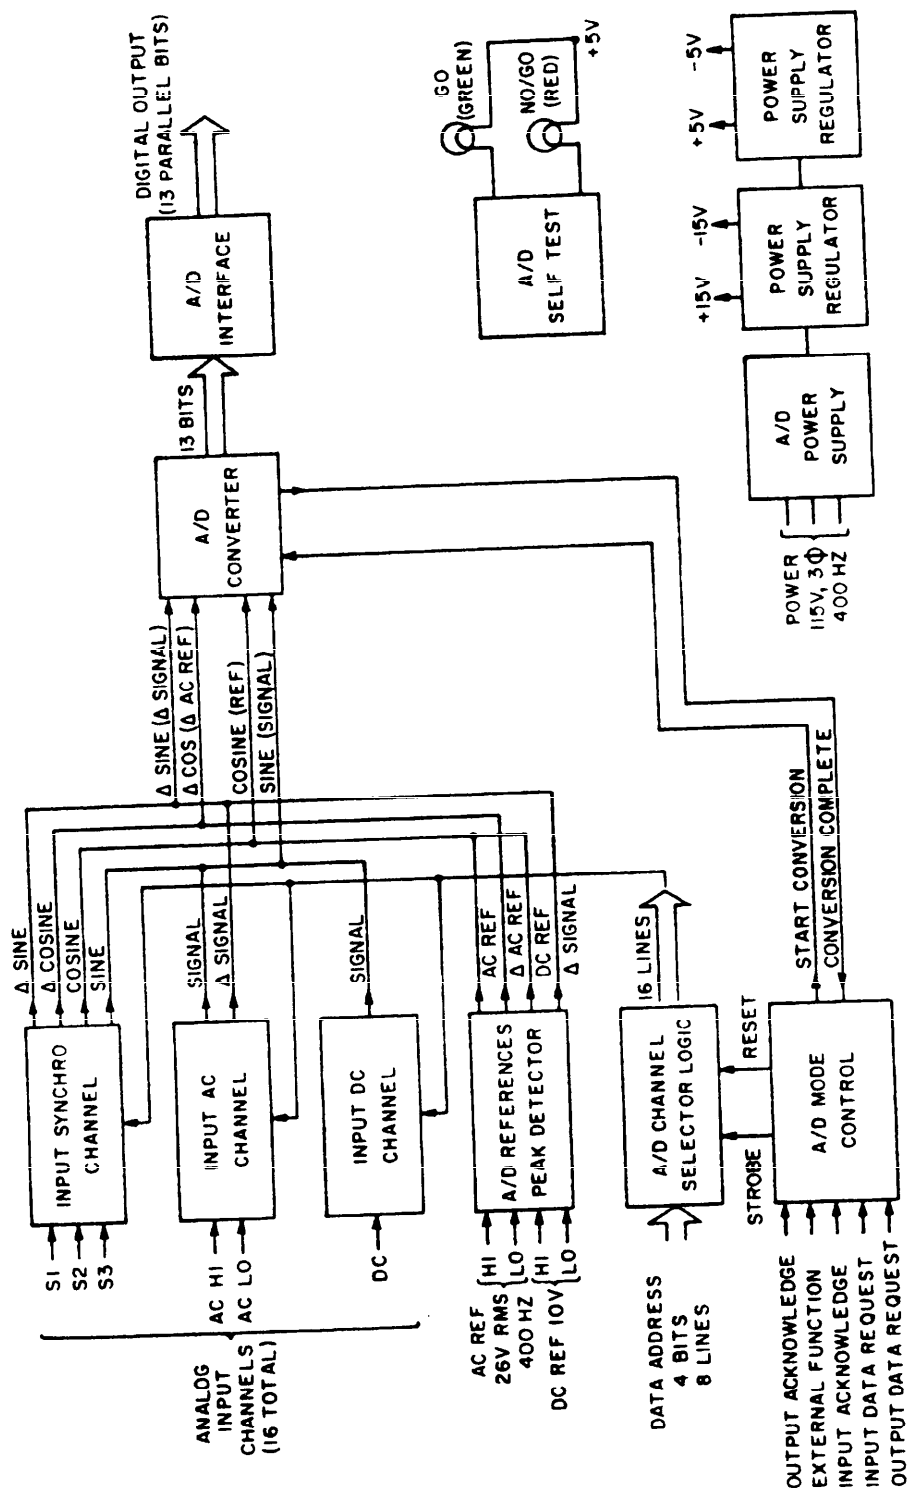 ANALOG
INPUT
CHANNELS
(16 TOTAL)
S1
S2
S3
AC HI
AC LO
DC
INPUT SYNCHRO
CHANNEL
INPUT AC
CHANNEL
INPUT DC
CHANNEL
Δ SINE
Δ COSINE
COSINE
SINE
SIGNAL
Δ SIGNAL
SIGNAL
AC REF
26V RMS
400 HZ
HI
LO
DC REF 10V
HI
LO
A/D REFERENCES
PEAK DETECTOR
AC REF
Δ AC REF
DC REF
Δ SIGNAL
DATA ADDRESS
4 BITS
8 LINES
A/D CHANNEL
SELECTOR LOGIC
16 LINES
STROBE
RESET
OUTPUT ACKNOWLEDGE
EXTERNAL FUNCTION
INPUT ACKNOWLEDGE
INPUT DATA REQUEST
OUTPUT DATA REQUEST
A/D MODE
CONTROL
START CONVERSION
CONVERSION COMPLETE
Δ SINE (Δ SIGNAL)
Δ COS (Δ AC REF)
COSINE (REF)
SINE (SIGNAL)
A/D
CONVERTER
13 BITS
A/D
INTERFACE
DIGITAL OUTPUT
(13 PARALLEL BITS)
A/D
SELF TEST
GO
(GREEN)
NO/GO
(RED)
+5V
POWER
115V, 3Φ
400 HZ
A/D
POWER
SUPPLY
+15V
-15V
POWER
SUPPLY
REGULATOR
+5V
-5V
POWER
SUPPLY
REGULATOR